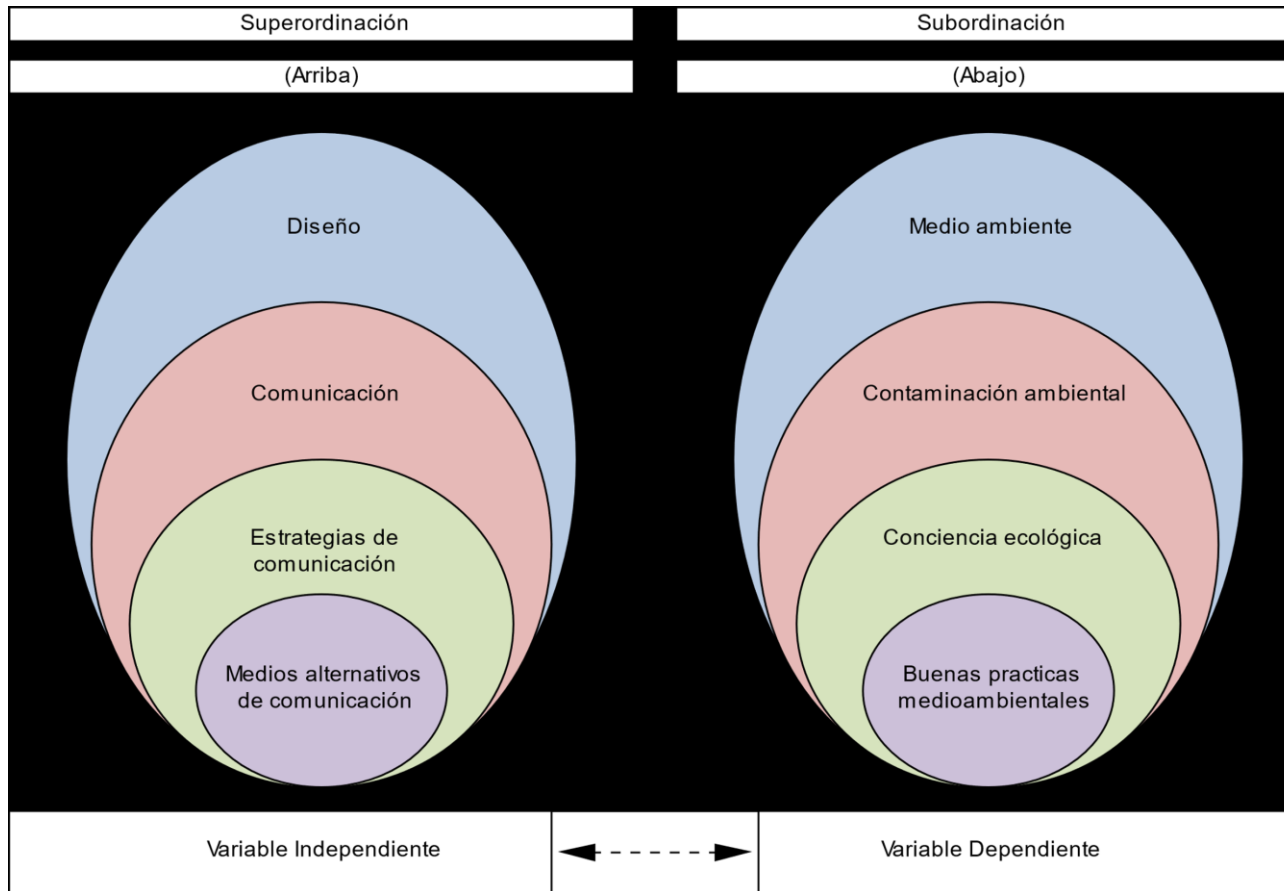 Superordinación
(Arriba)
Diseño
Comunicación
Estrategias de
comunicación
Medios alternativos
de comunicación
Variable Independiente
Subordinación
(Abajo)
Medio ambiente
Contaminación ambiental
Conciencia ecológica
Buenas practicas
medioambientales
Variable Dependiente